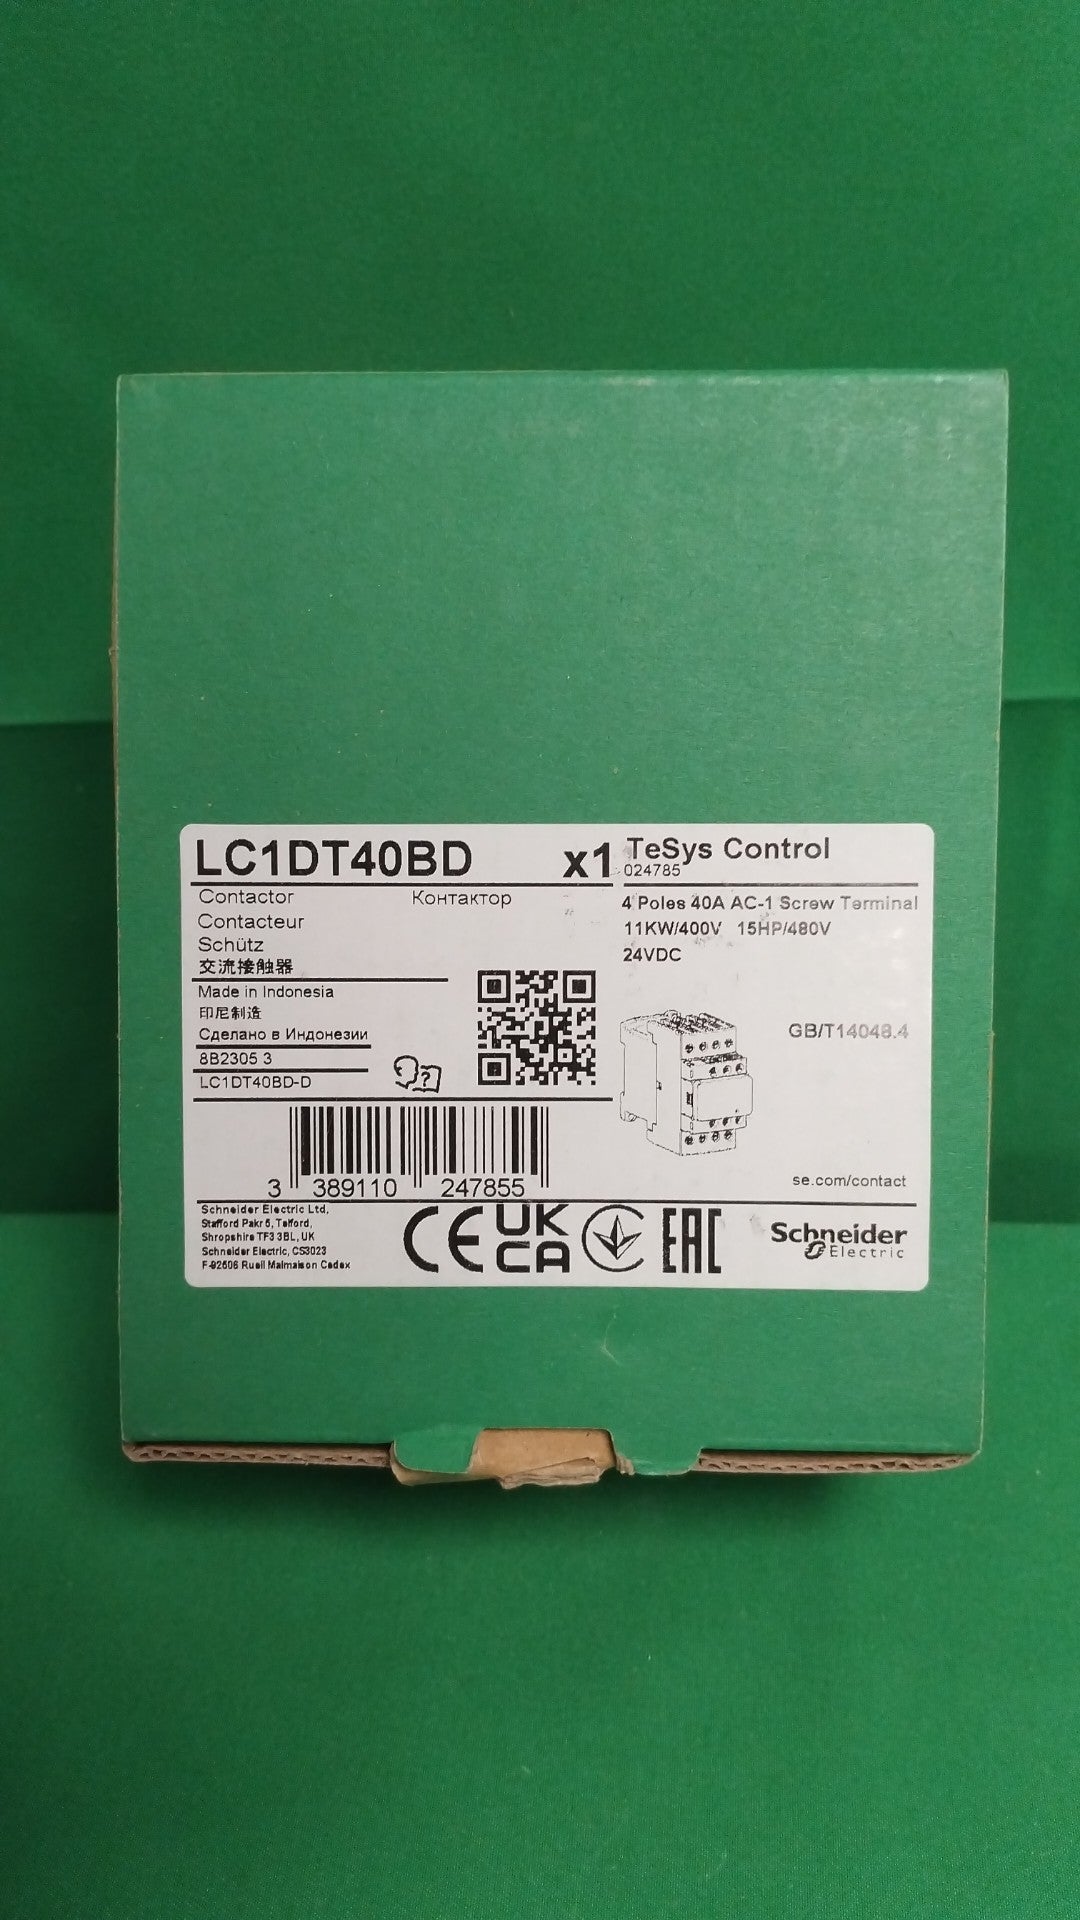 LC1DT40BD x1
TeSys Control
024785
Contactor Контактор
Contacteur
Schütz
交流接触器
4 Poles 40A AC-1 Screw Terminal
11KW/400V 15HP/480V
24VDC
Made in Indonesia
印尼制造
Сделано в Индонезии
8B2305 3
LC1DT40BD-D
?
GB/T14048.4
3 389110 247855
se.com/contact
Schneider Electric Ltd.
Stafford Pakr 5, Telford,
Shropshire TF3 3BL, UK
Schneider Electric, CS3023
F-92506 Rueil Malmaison Cedex
CE
UK
CA
EAC
Schneider
Electric